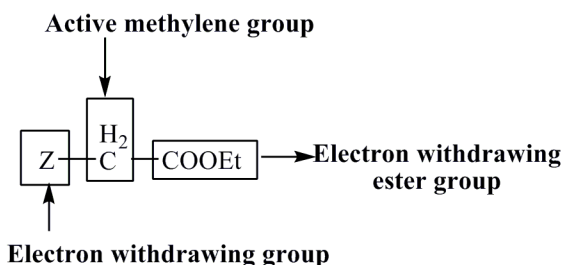 Active methylene group
H2
Z C COOEt
Electron withdrawing
ester group
Electron withdrawing group